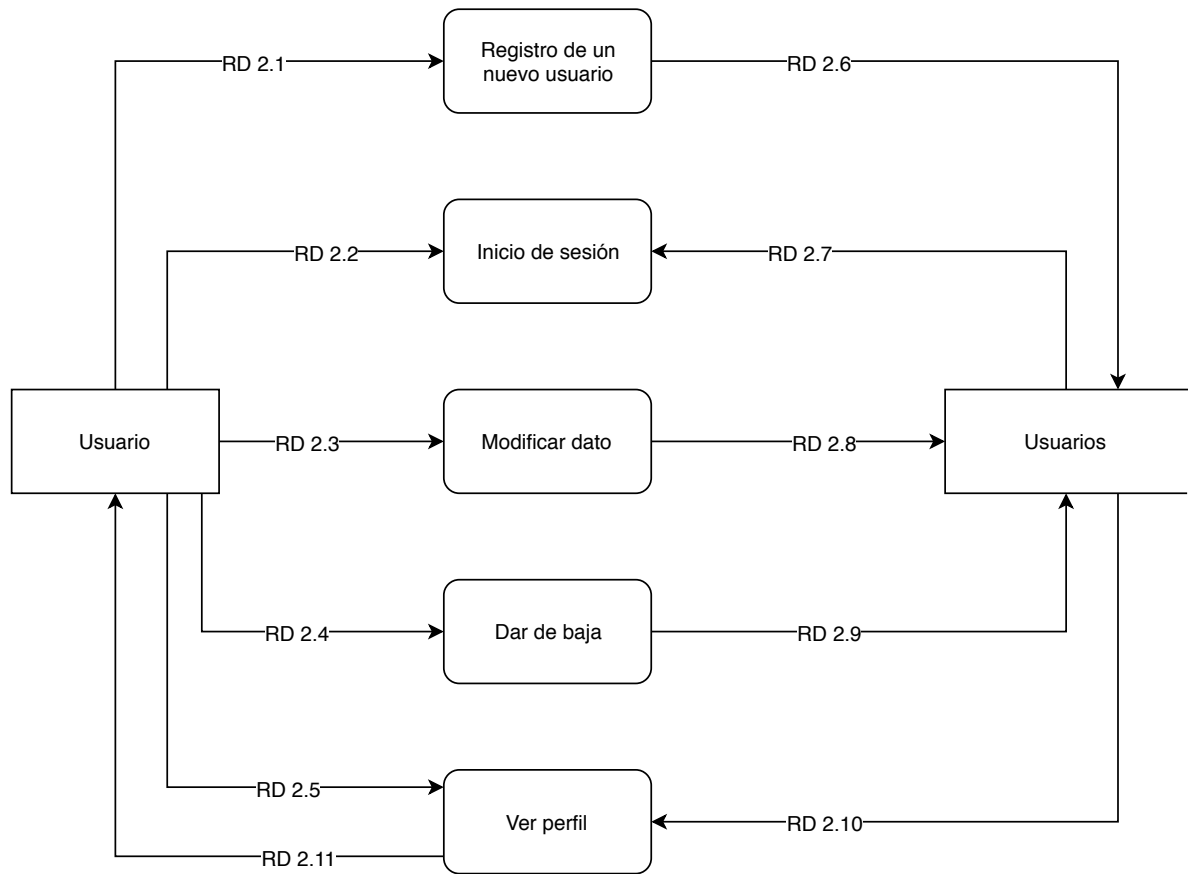 Registro de un
nuevo usuario
RD 2.1
RD 2.6
Inicio de sesión
RD 2.2
RD 2.7
Usuario
RD 2.3
Modificar dato
RD 2.8
Usuarios
RD 2.4
Dar de baja
RD 2.9
RD 2.5
Ver perfil
RD 2.10
RD 2.11